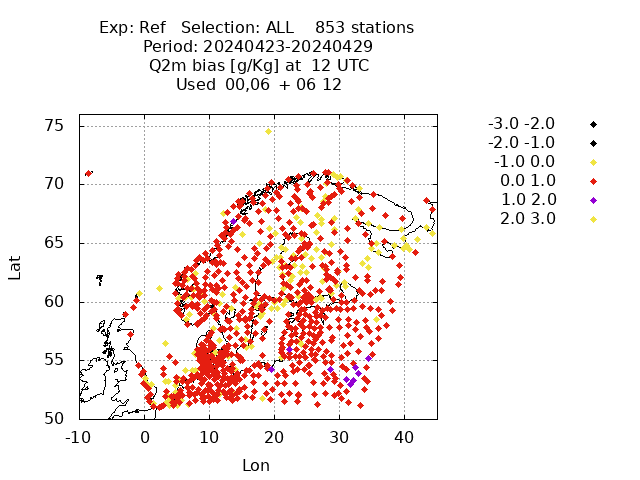 Exp: Ref Selection: ALL 853 stations
Period: 20240423-20240429
Q2m bias [g/Kg] at 12 UTC
Used 00,06 + 06 12
75
70
65
60
55
50
-10 0 10 20 30 40
Lat
Lon
-3.0 -2.0
-2.0 -1.0
-1.0 0.0
0.0 1.0
1.0 2.0
2.0 3.0